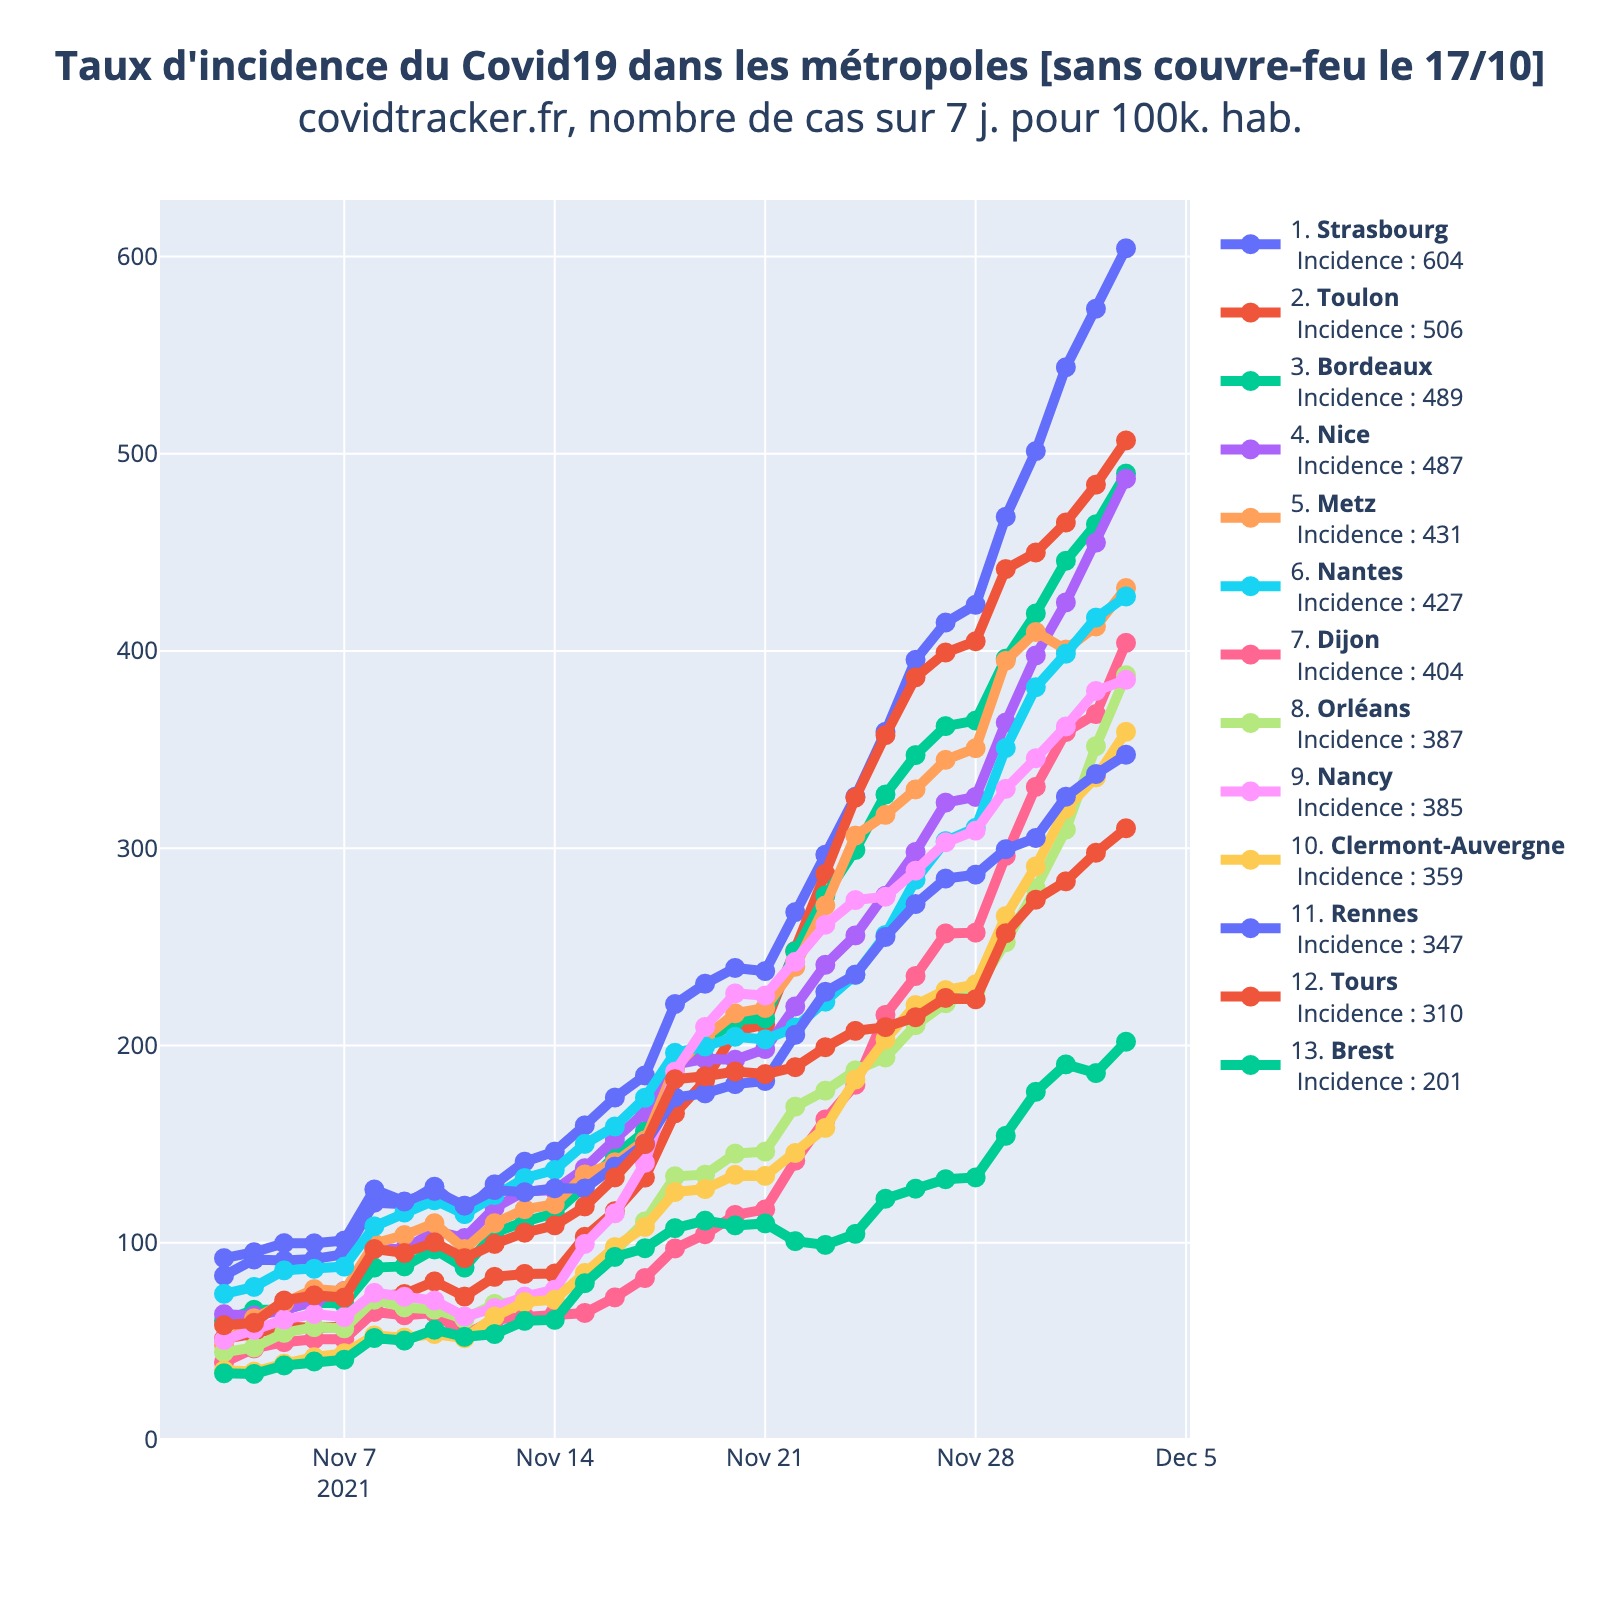 Taux d'incidence du Covid19 dans les métropoles [sans couvre-feu le 17/10]
covidtracker.fr, nombre de cas sur 7 j. pour 100k. hab.
600
500
400
300
200
100
0
Nov 7
2021
Nov 14
Nov 21
Nov 28
Dec 5
1. Strasbourg
Incidence : 604
2. Toulon
Incidence : 506
3. Bordeaux
Incidence : 489
4. Nice
Incidence : 487
5. Metz
Incidence : 431
6. Nantes
Incidence : 427
7. Dijon
Incidence : 404
8. Orléans
Incidence : 387
9. Nancy
Incidence : 385
10. Clermont-Auvergne
Incidence : 359
11. Rennes
Incidence : 347
12. Tours
Incidence : 310
13. Brest
Incidence : 201